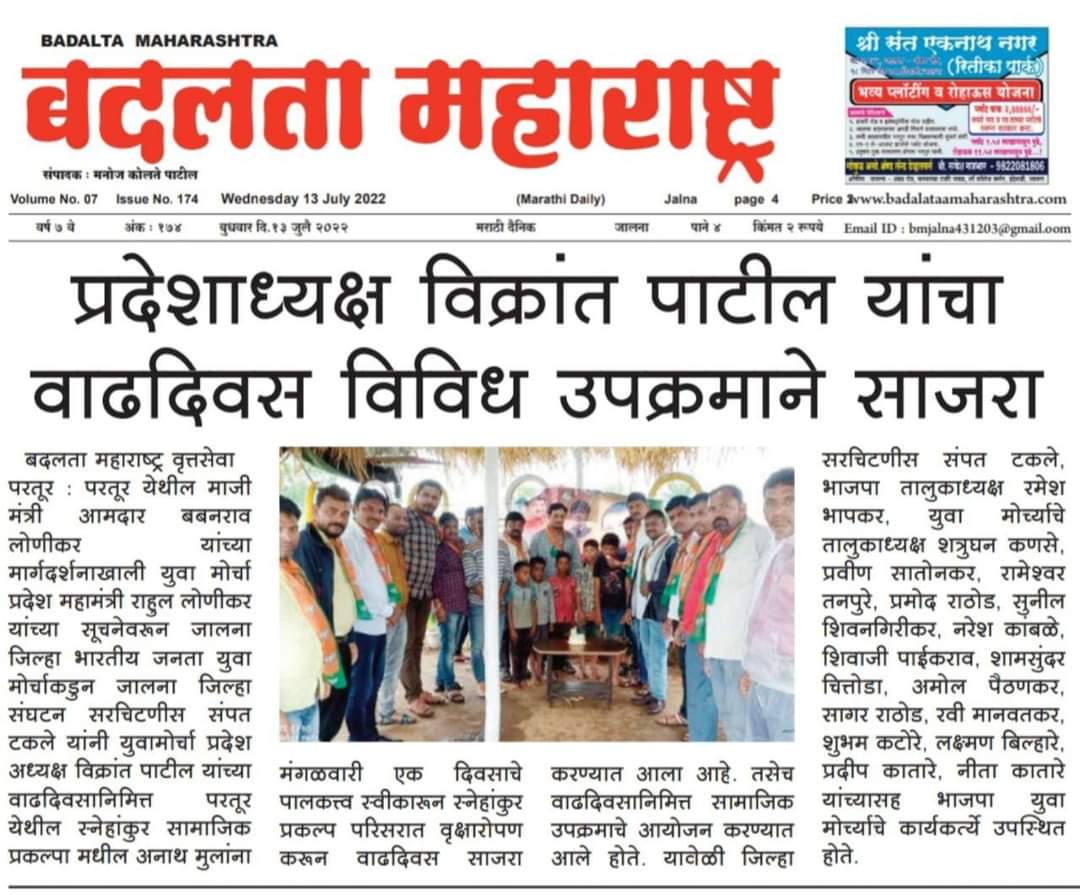 BADALTA MAHARASHTRA
बदलता महाराष्ट्र
संपादक : मनोज कोलते पाटील
श्री संत एकनाथ नगर
(रितीका पार्क)
भव्य प्लॉटींग व रोहाऊस योजना
9822081806
Volume No. 07 Issue No. 174 Wednesday 13 July 2022 (Marathi Daily) Jalna page 4 Price www.badalataamaharashtra.com
वर्ष ७ वे अंक : १७४ बुधवार दि.१३ जुलै २०२२ मराठी दैनिक जालना पाने ४ किंमत २ रूपये Email ID : bmjalna431203@gmail.oom
प्रदेशाध्यक्ष विक्रांत पाटील यांचा
वाढदिवस विविध उपक्रमाने साजरा
बदलता महाराष्ट्र वृत्तसेवा
परतूर : परतूर येथील माजी
मंत्री आमदार बबनराव
लोणीकर यांच्या
मार्गदर्शनाखाली युवा मोर्चा
प्रदेश महामंत्री राहुल लोणीकर
यांच्या सूचनेवरून जालना
जिल्हा भारतीय जनता युवा
मोर्चाकडुन जालना जिल्हा
संघटन सरचिटणीस संपत
टकले यांनी युवामोर्चा प्रदेश
अध्यक्ष विक्रांत पाटील यांच्या
वाढदिवसानिमित्त परतूर
येथील स्नेहांकुर सामाजिक
प्रकल्पा मधील अनाथ मुलांना
मंगळवारी एक दिवसाचे
पालकत्त्व स्वीकारून स्नेहांकुर
प्रकल्प परिसरात वृक्षारोपण
करून वाढदिवस साजरा
करण्यात आला आहे. तसेच
वाढदिवसानिमित्त सामाजिक
उपक्रमाचे आयोजन करण्यात
आले होते. यावेळी जिल्हा
सरचिटणीस संपत टकले,
भाजपा तालुकाध्यक्ष रमेश
भापकर, युवा मोर्च्याचे
तालुकाध्यक्ष शत्रुघन कणसे,
प्रवीण सातोनकर, रामेश्वर
तनपुरे, प्रमोद राठोड, सुनील
शिवनगिरीकर, नरेश कांबळे,
शिवाजी पाईकराव, शामसुंदर
चित्तोडा, अमोल पैठणकर,
सागर राठोड, रवी मानवतकर,
शुभम कटोरे, लक्ष्मण बिल्हारे,
प्रदीप कातारे, नीता कातारे
यांच्यासह भाजपा युवा
मोर्च्याचे कार्यकर्त्ये उपस्थित
होते.